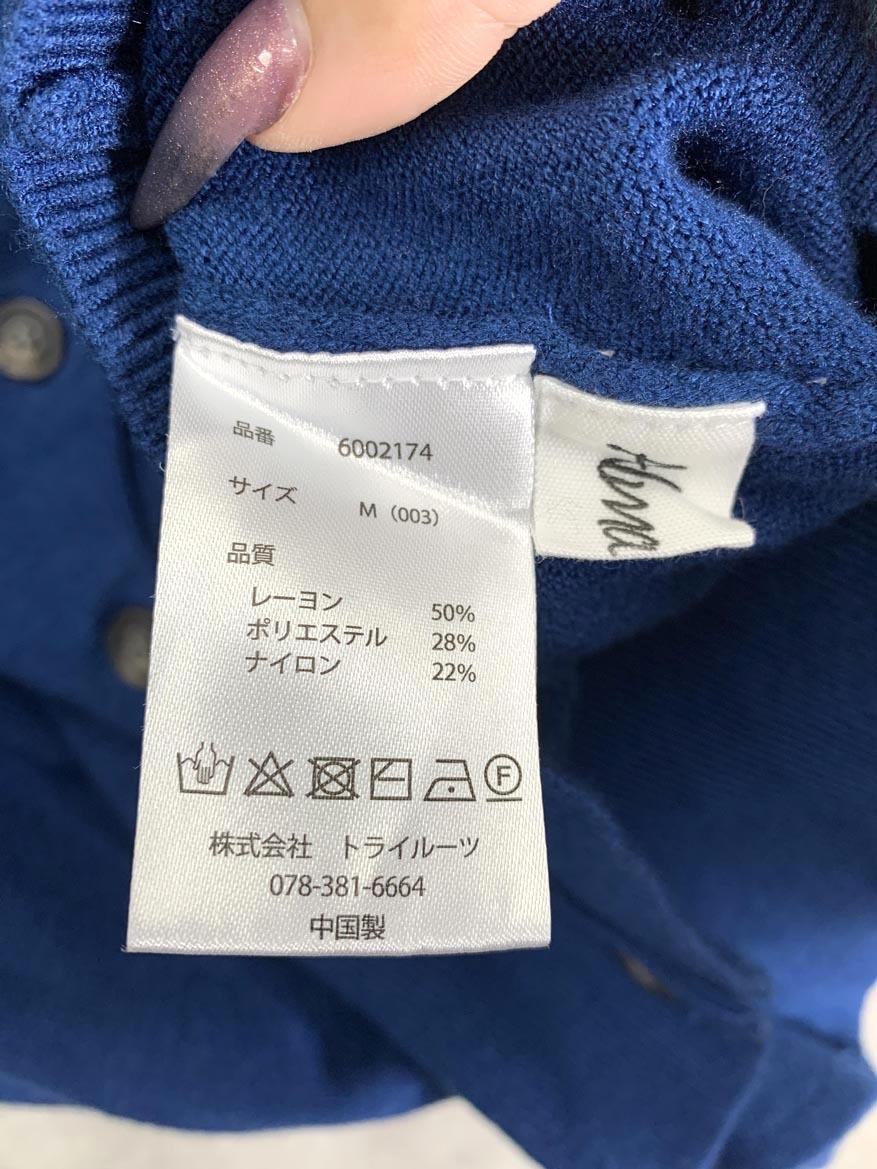 品番 6002174
サイズ M（003）
品質
レーヨン 50%
ポリエステル 28%
ナイロン 22%
F
株式会社 トライルーツ
078-381-6664
中国製